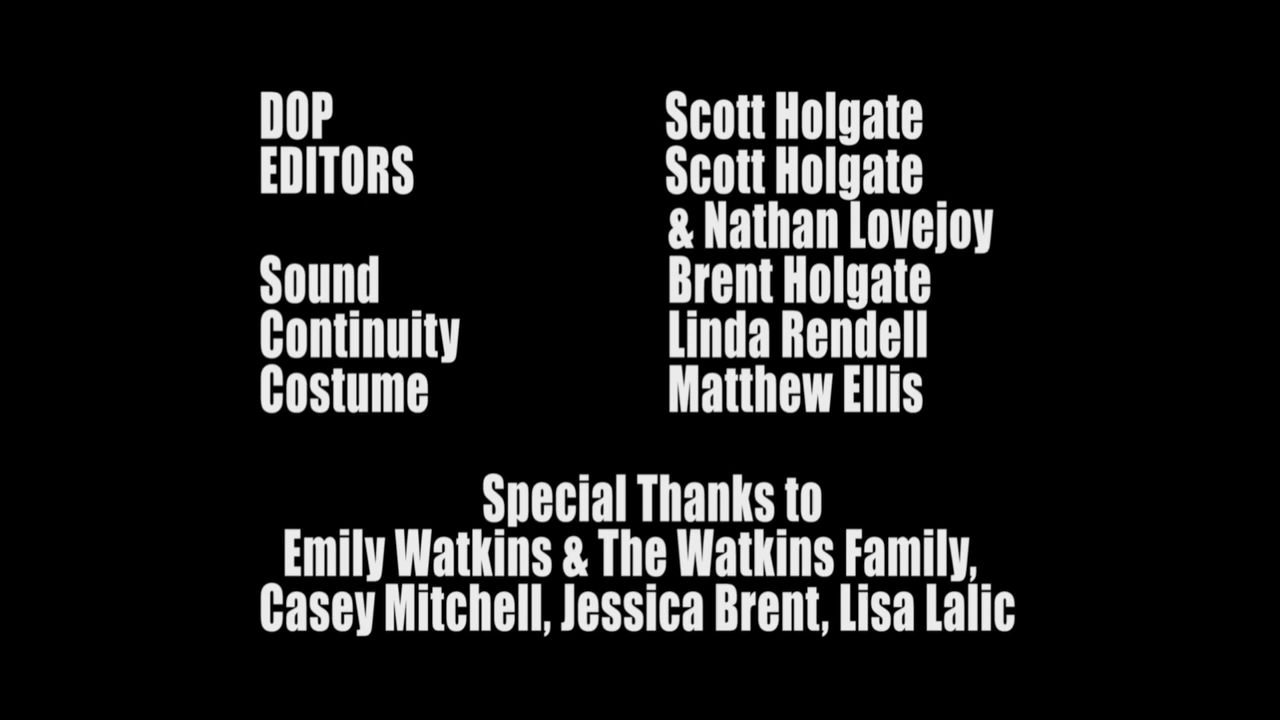 DOP Scott Holgate
EDITORS Scott Holgate
& Nathan Lovejoy
Sound Brent Holgate
Continuity Linda Rendell
Costume Matthew Ellis
Special Thanks to
Emily Watkins & The Watkins Family,
Casey Mitchell, Jessica Brent, Lisa Lalic